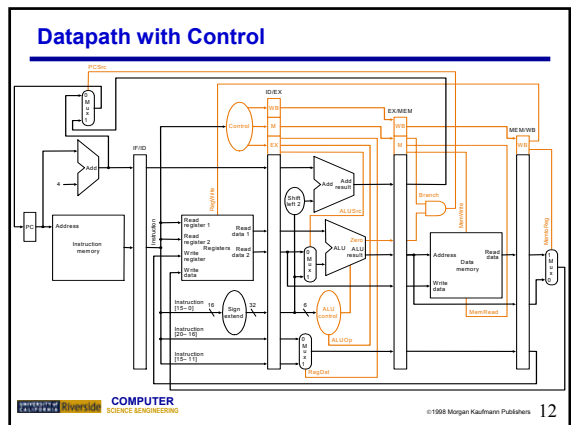 Datapath with Control
PCSrc
0
M
u
x
1
ID/EX
WB
EX/MEM
Control
M
WB
MEM/WB
IF/ID
EX
M
WB
Add
4
Add
Add
result
Shift
left 2
RegWrite
ALUSrc
Branch
MemWrite
MemtoReg
PC
Address
Instruction
memory
Instruction
Read
register 1
Read
data 1
Read
register 2
Registers
Read
data 2
Write
register
Write
data
0
M
u
x
1
Zero
ALU
ALU
result
Address
Read
data
Data
memory
Write
data
1
M
u
x
0
Instruction
[15– 0]
16
Sign
extend
32
6
ALU
control
MemRead
Instruction
[20– 16]
ALUOp
Instruction
[15– 11]
0
M
u
x
1
RegDst
UNIVERSITY OF CALIFORNIA Riverside
COMPUTER
SCIENCE &ENGINEERING
©1998 Morgan Kaufmann Publishers 12